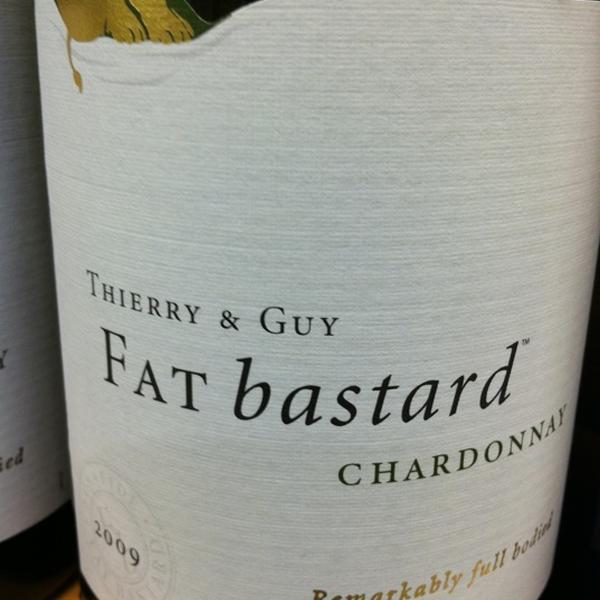 THIERRY & GUY
FAT bastard™
CHARDONNAY
2009
Remarkably full bodied